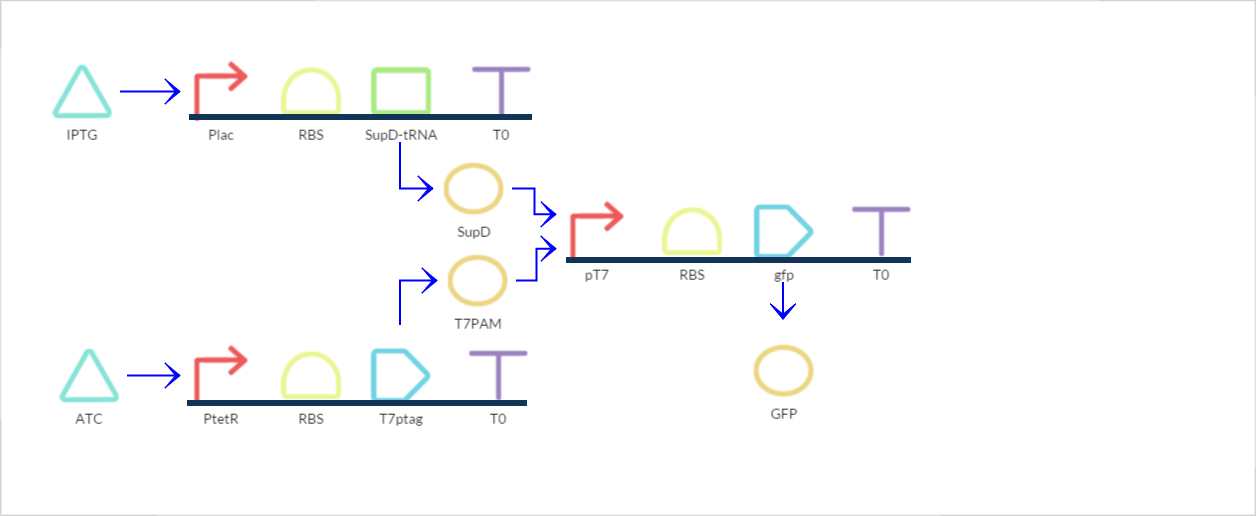 IPTG
Plac RBS SupD-tRNA T0
SupD
T7PAM
pT7 RBS gfp T0
GFP
ATC
PtetR RBS T7ptag T0